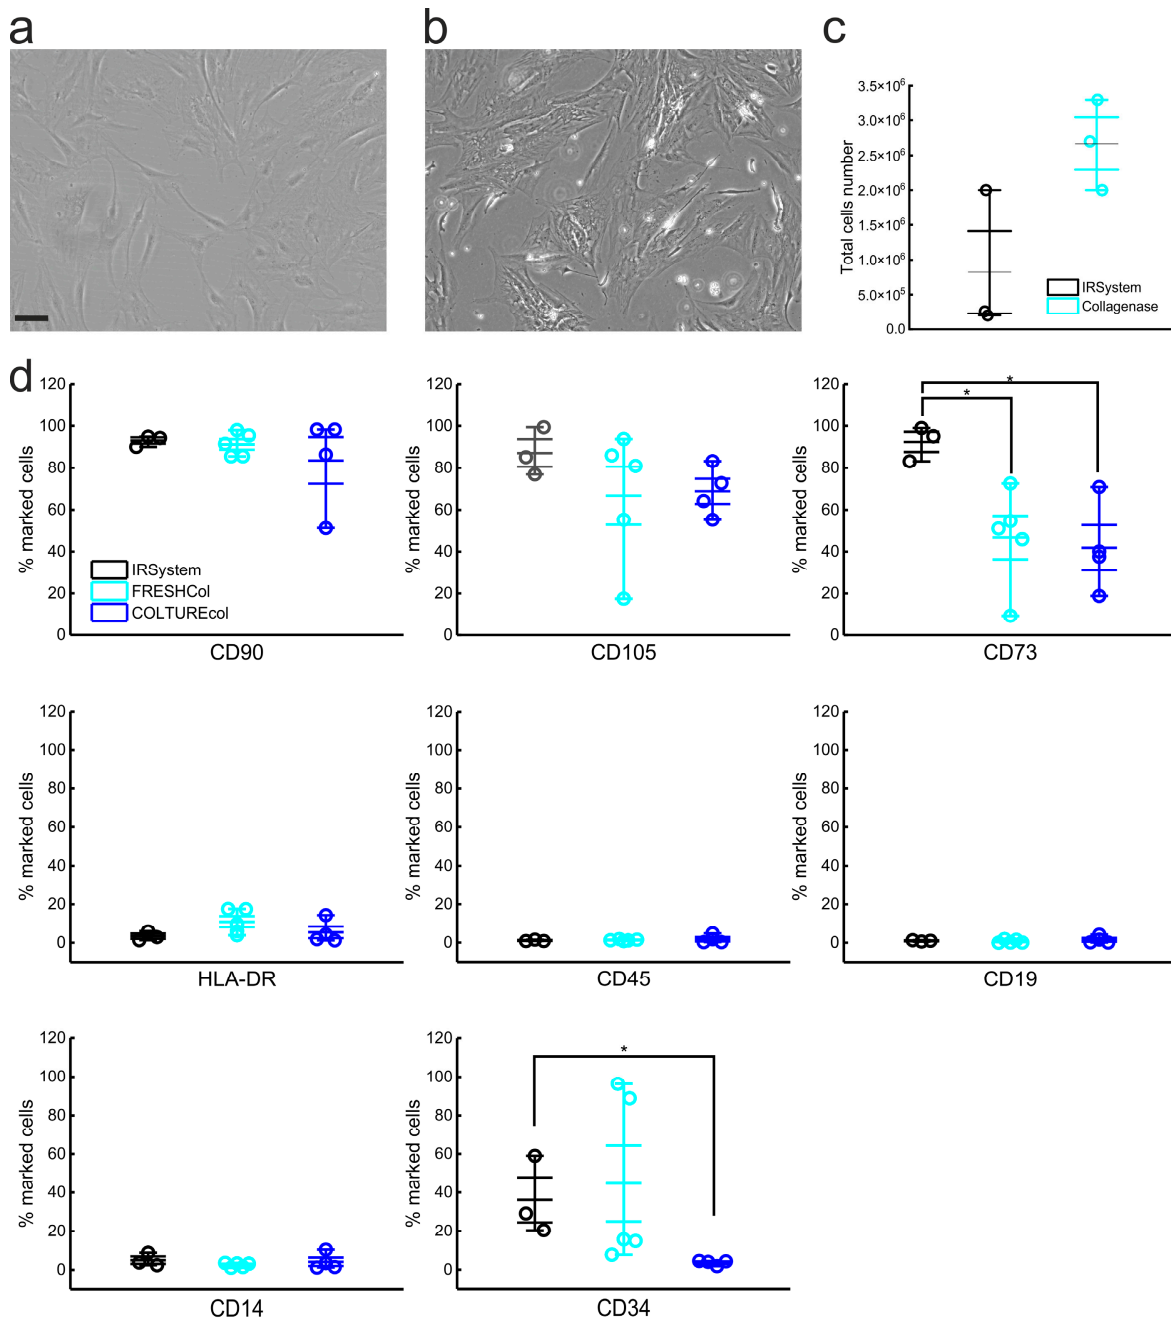 a
b
c
3.5×10⁶
3.0×10⁶
2.5×10⁶
2.0×10⁶
1.5×10⁶
1.0×10⁶
5.0×10⁵
0.0
Total cells number
IRSystem
Collagenase
d
120
100
80
60
40
20
0
% marked cells
IRSystem
FRESHCol
COLTUREcol
CD90
120
100
80
60
40
20
0
% marked cells
CD105
120
100
80
60
40
20
0
% marked cells
*
*
CD73
120
100
80
60
40
20
0
% marked cells
HLA-DR
120
100
80
60
40
20
0
% marked cells
CD45
120
100
80
60
40
20
0
% marked cells
CD19
120
100
80
60
40
20
0
% marked cells
CD14
120
100
80
60
40
20
0
% marked cells
*
CD34